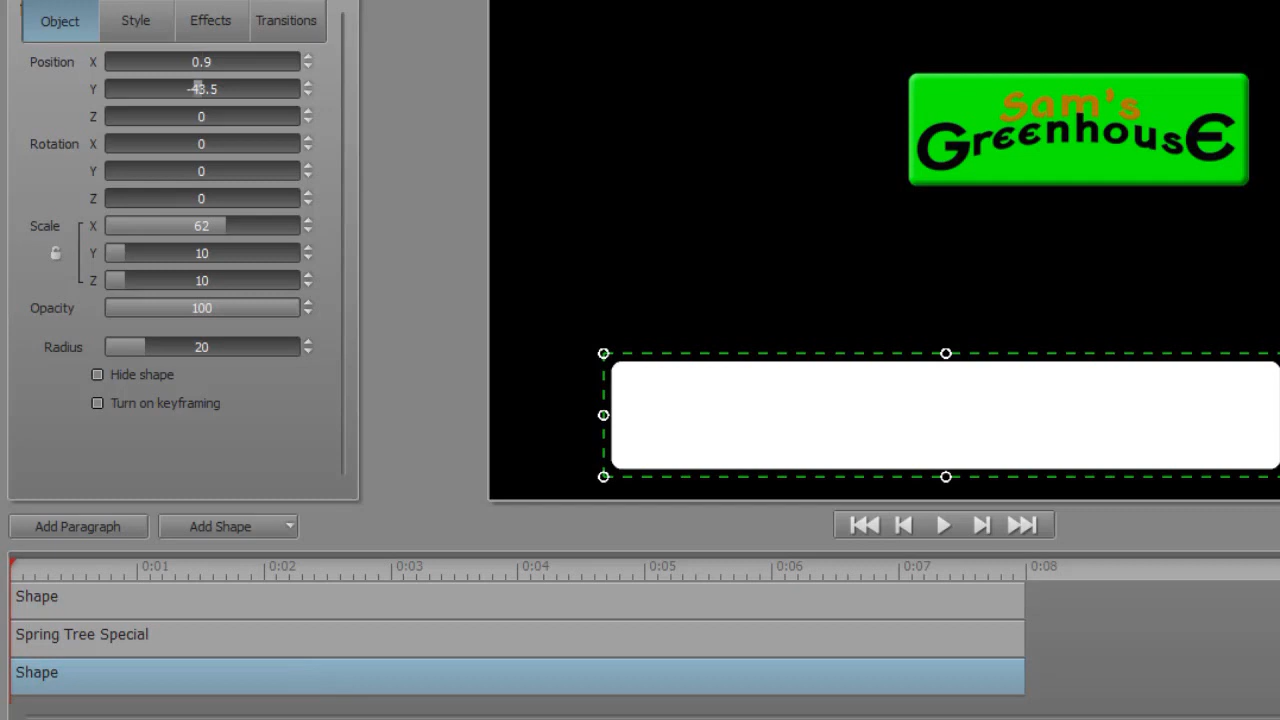 Object Style Effects Transitions
Position X 0.9
Y -43.5
Z 0
Rotation X 0
Y 0
Z 0
Scale X 62
Y 10
Z 10
Opacity 100
Radius 20
Hide shape
Turn on keyframing
Sam's
GreenhousE
Add Paragraph Add Shape
0:01 0:02 0:03 0:04 0:05 0:06 0:07 0:08
Shape
Spring Tree Special
Shape